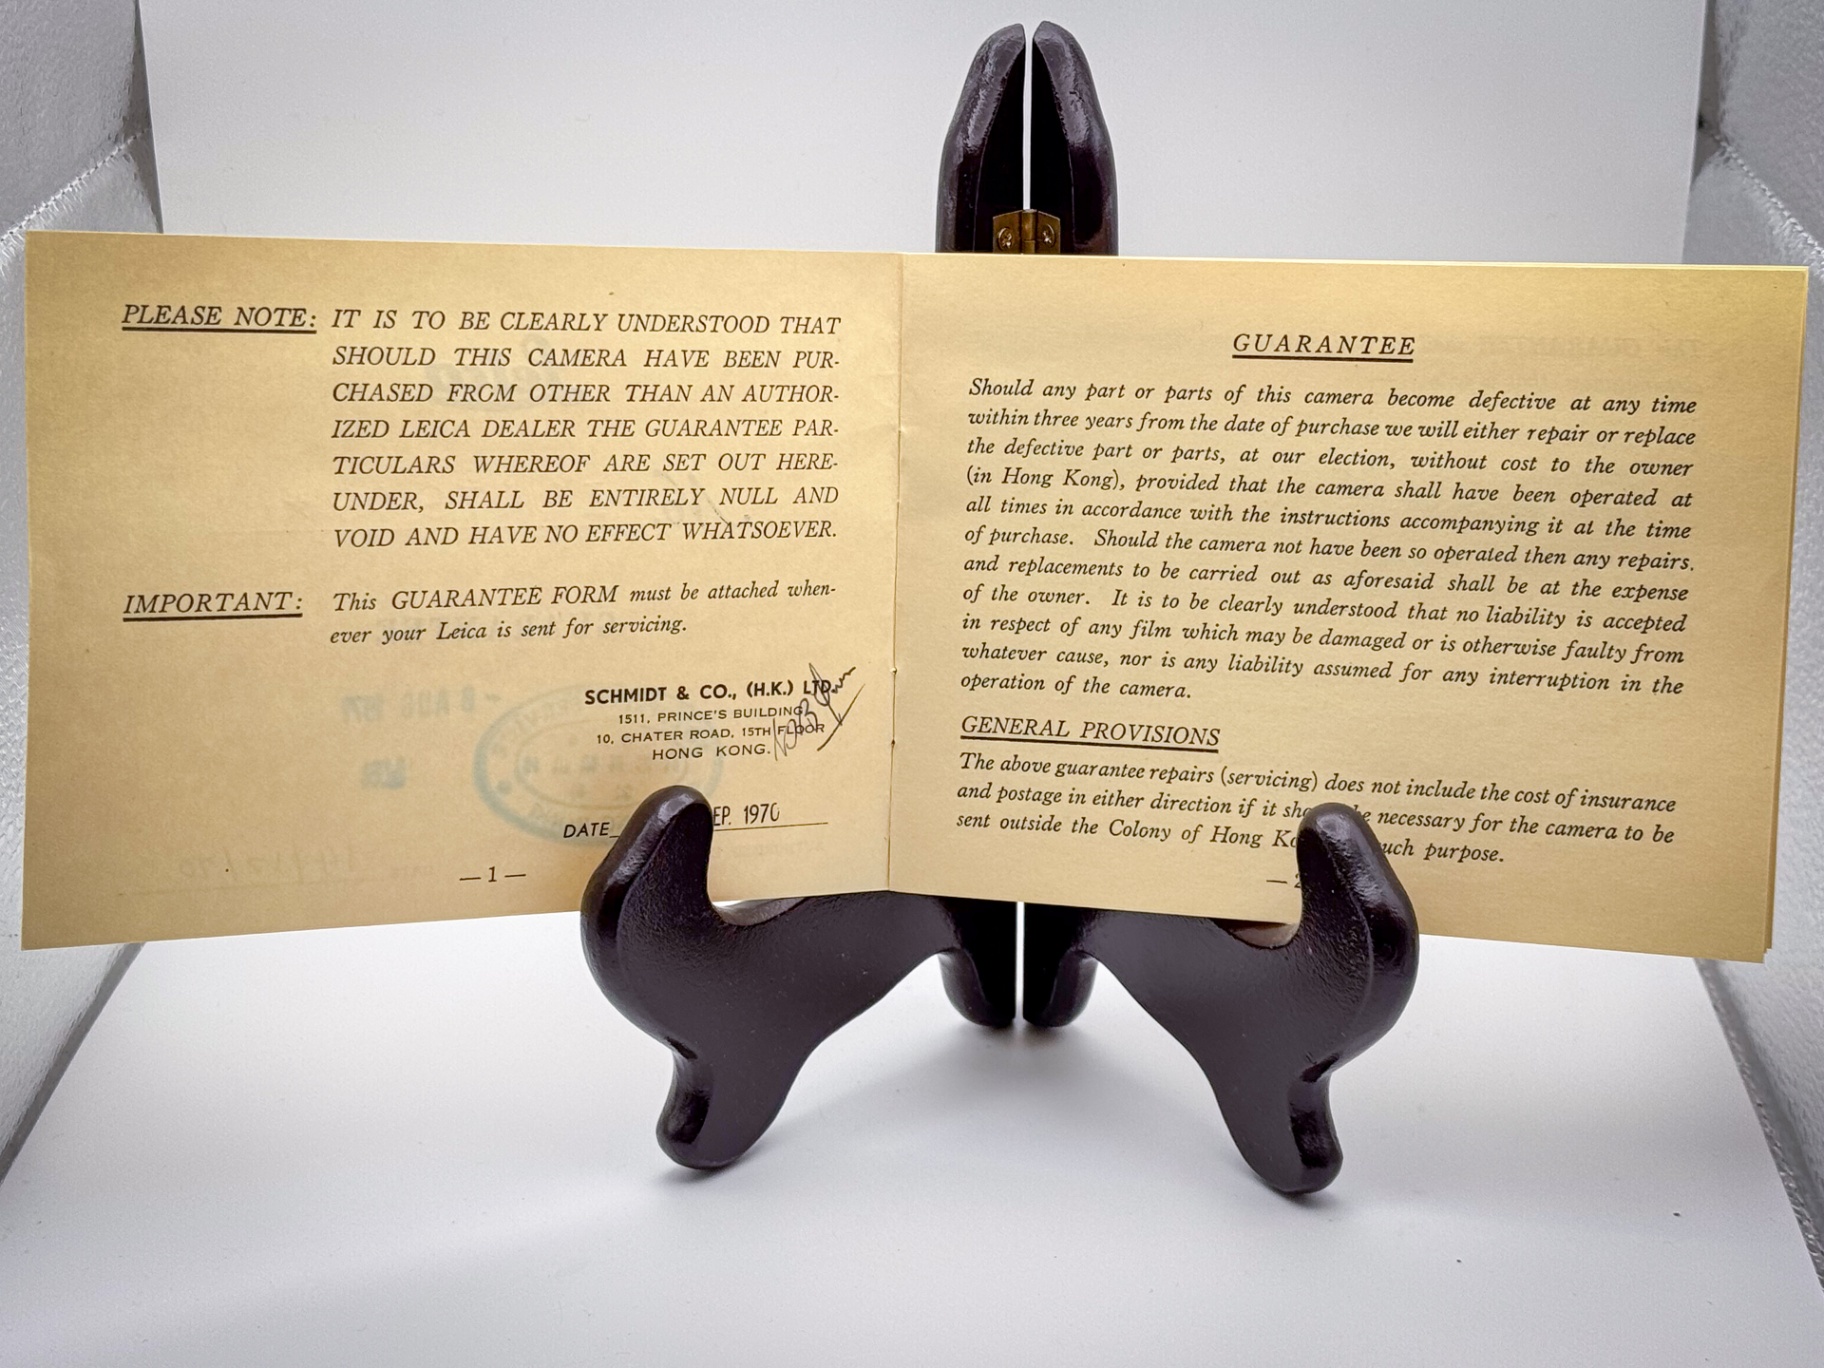 PLEASE NOTE: IT IS TO BE CLEARLY UNDERSTOOD THAT
SHOULD THIS CAMERA HAVE BEEN PUR-
CHASED FROM OTHER THAN AN AUTHOR-
IZED LEICA DEALER THE GUARANTEE PAR-
TICULARS WHEREOF ARE SET OUT HERE-
UNDER, SHALL BE ENTIRELY NULL AND
VOID AND HAVE NO EFFECT WHATSOEVER.
IMPORTANT: This GUARANTEE FORM must be attached when-
ever your Leica is sent for servicing.
SCHMIDT & CO., (H.K.) LTD.
1511, PRINCE'S BUILDING
10, CHATER ROAD, 15TH FLOOR
HONG KONG.
DATE EP. 1970
— 1 —
GUARANTEE
Should any part or parts of this camera become defective at any time
within three years from the date of purchase we will either repair or replace
the defective part or parts, at our election, without cost to the owner
(in Hong Kong), provided that the camera shall have been operated at
all times in accordance with the instructions accompanying it at the time
of purchase. Should the camera not have been so operated then any repairs.
and replacements to be carried out as aforesaid shall be at the expense
of the owner. It is to be clearly understood that no liability is accepted
in respect of any film which may be damaged or is otherwise faulty from
whatever cause, nor is any liability assumed for any interruption in the
operation of the camera.
GENERAL PROVISIONS
The above guarantee repairs (servicing) does not include the cost of insurance
and postage in either direction if it necessary for the camera to be
sent outside the Colony of Hong purpose.